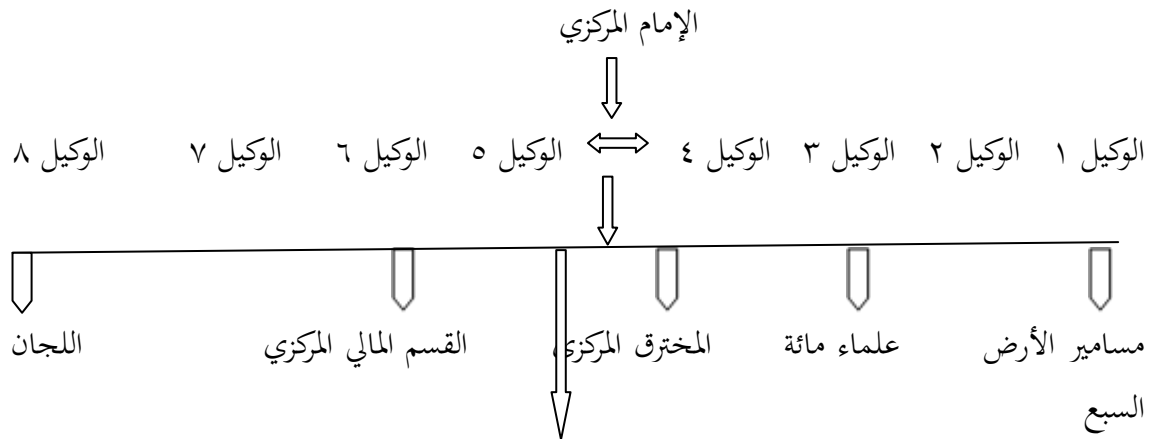 الإمام المركزي
الوكيل ١ الوكيل ٢ الوكيل ٣ الوكيل ٤ الوكيل ٥ الوكيل ٦ الوكيل ٧ الوكيل ٨
مسامير الأرض علماء مائة المخترق المركزي القسم المالي المركزي اللجان
السبع